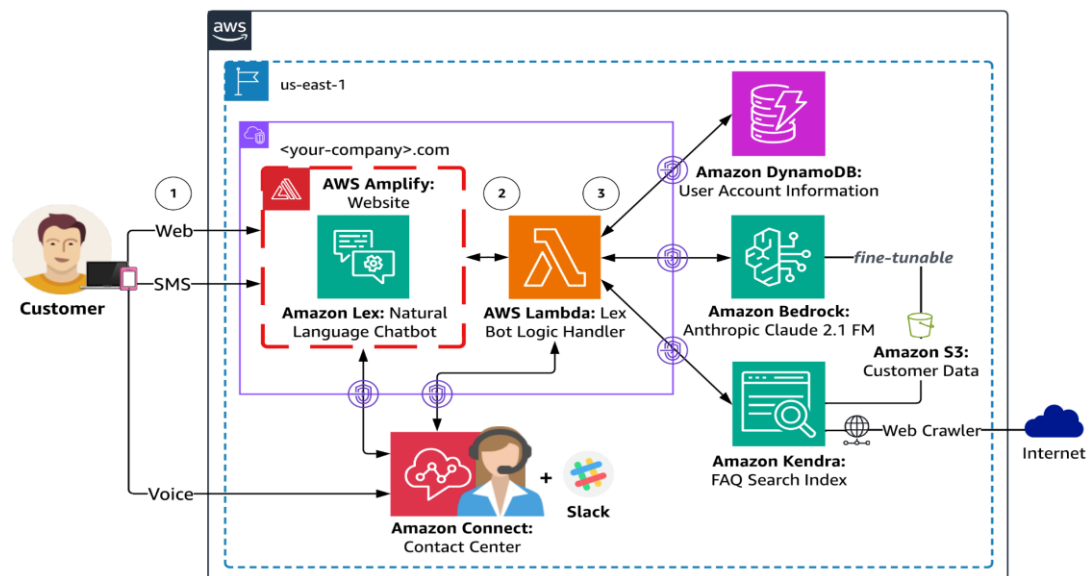 aws
us-east-1
<your-company>.com
1
AWS Amplify:
Website
2
3
Amazon DynamoDB:
User Account Information
Web
SMS
Customer
Amazon Lex: Natural
Language Chatbot
AWS Lambda: Lex
Bot Logic Handler
fine-tunable
Amazon Bedrock:
Anthropic Claude 2.1 FM
Amazon S3:
Customer Data
Web Crawler
Internet
Amazon Kendra:
FAQ Search Index
Voice
+
Slack
Amazon Connect:
Contact Center